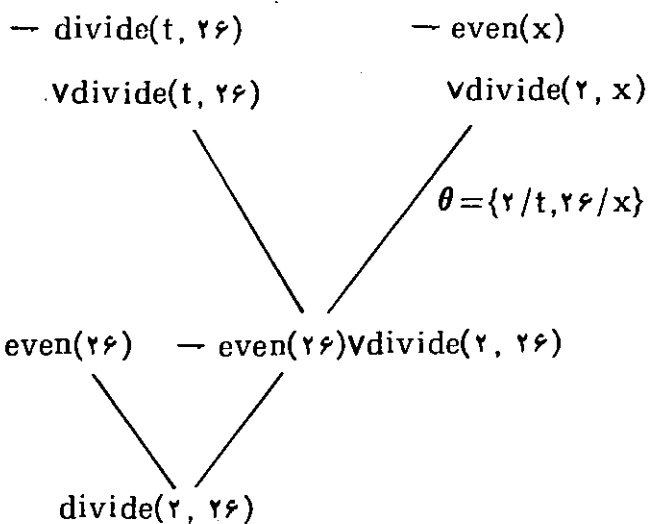 — divide(t, ۲۶) — even(x)
∨divide(t, ۲۶) ∨divide(۲, x)
θ={۲/t,۲۶/x}
even(۲۶) — even(۲۶)∨divide(۲, ۲۶)
divide(۲, ۲۶)